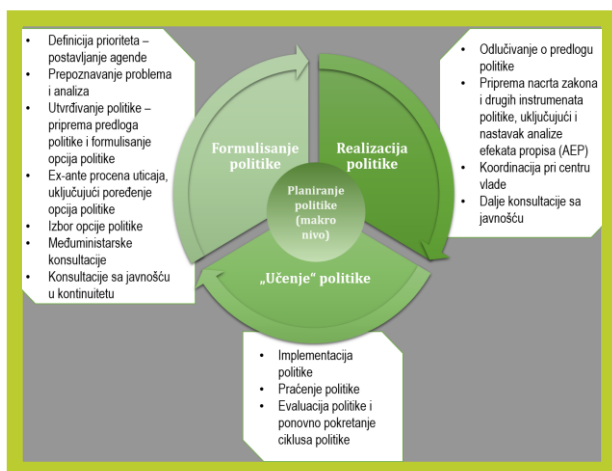 • Definicija prioriteta –
postavljanje agende
• Prepoznavanje problema
i analiza
• Utvrđivanje politike –
priprema predloga
politike i formulisanje
opcija politike
• Ex-ante procena uticaja,
uključujući poređenje
opcija politike
• Izbor opcije politike
• Međuministarske
konsultacije
• Konsultacije sa javnošću
u kontinuitetu
Formulisanje
politike
Realizacija
politike
Planiranje
politike
(makro
nivo)
„Učenje“ politike
• Odlučivanje o predlogu
politike
• Priprema nacrta zakona
i drugih instrumenata
politike, uključujući i
nastavak analize
efekata propisa (AEP)
• Koordinacija pri centru
vlade
• Dalje konsultacije sa
javnošću
• Implementacija
politike
• Praćenje politike
• Evaluacija politike i
ponovno pokretanje
ciklusa politike